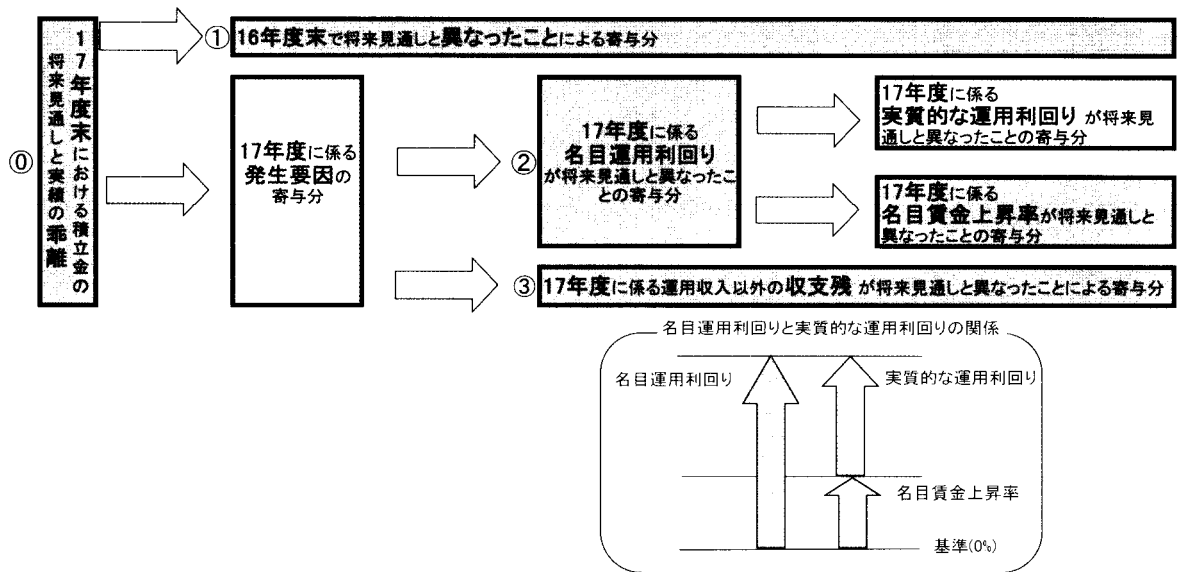 ⓪
17年度末における積立金の
将来見通しと実績の乖離
①
16年度末で将来見通しと異なったことによる寄与分
17年度に係る
発生要因の
寄与分
②
17年度に係る
名目運用利回り
が将来見通しと異なったこ
との寄与分
17年度に係る
実質的な運用利回り が将来見
通しと異なったことの寄与分
17年度に係る
名目賃金上昇率が将来見通しと
異なったことの寄与分
③
17年度に係る運用収入以外の収支残 が将来見通しと異なったことによる寄与分
名目運用利回りと実質的な運用利回りの関係
名目運用利回り
実質的な運用利回り
名目賃金上昇率
基準(0%)